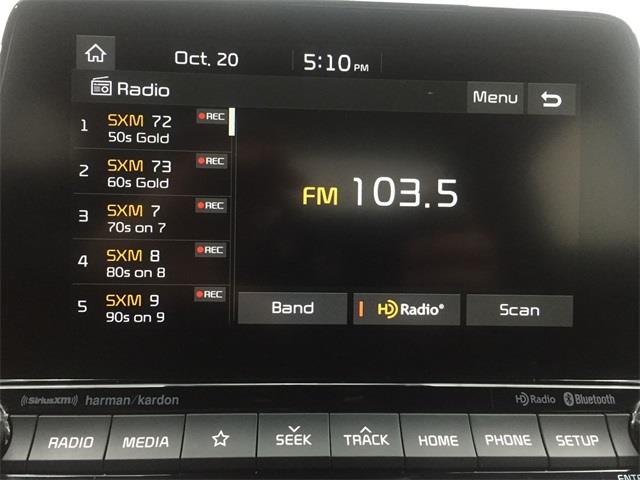 Oct. 20 5:10 PM
Radio
Menu
1 SXM 72 REC
50s Gold
2 SXM 73 REC
60s Gold
3 SXM 7 REC
70s on 7
4 SXM 8 REC
80s on 8
5 SXM 9 REC
90s on 9
FM 103.5
Band
HD Radio®
Scan
((SiriusXM)) harman/kardon
HD Radio Bluetooth
RADIO
MEDIA
SEEK
TRACK
HOME
PHONE
SETUP